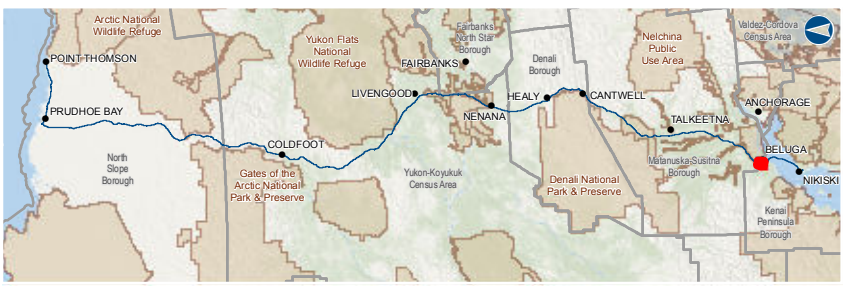 Arctic National
Wildlife Refuge
POINT THOMSON
PRUDHOE BAY
North
Slope
Borough
COLDFOOT
Gates of the
Arctic National
Park & Preserve
Yukon Flats
National
Wildlife Refuge
LIVENGOOD
Yukon-Koyukuk
Census Area
Fairbanks
North Star
Borough
FAIRBANKS
NENANA
Denali
Borough
HEALY
CANTWELL
Denali National
Park & Preserve
Nelchina
Public
Use Area
TALKEETNA
Matanuska-Susitna
Borough
Valdez-Cordova
Census Area
ANCHORAGE
BELUGA
NIKISKI
Kenai
Peninsula
Borough